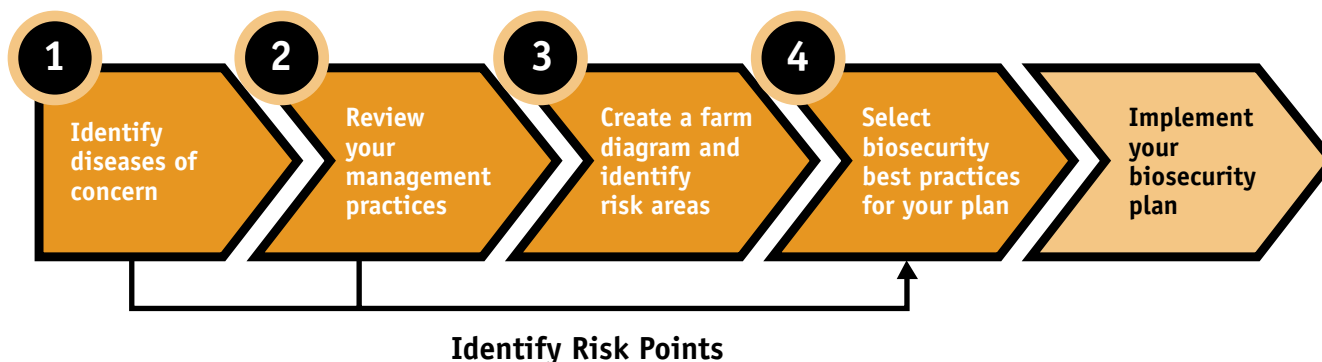 1
Identify
diseases of
concern
2
Review
your
management
practices
3
Create a farm
diagram and
identify
risk areas
4
Select
biosecurity
best practices
for your plan
Implement
your
biosecurity
plan
Identify Risk Points